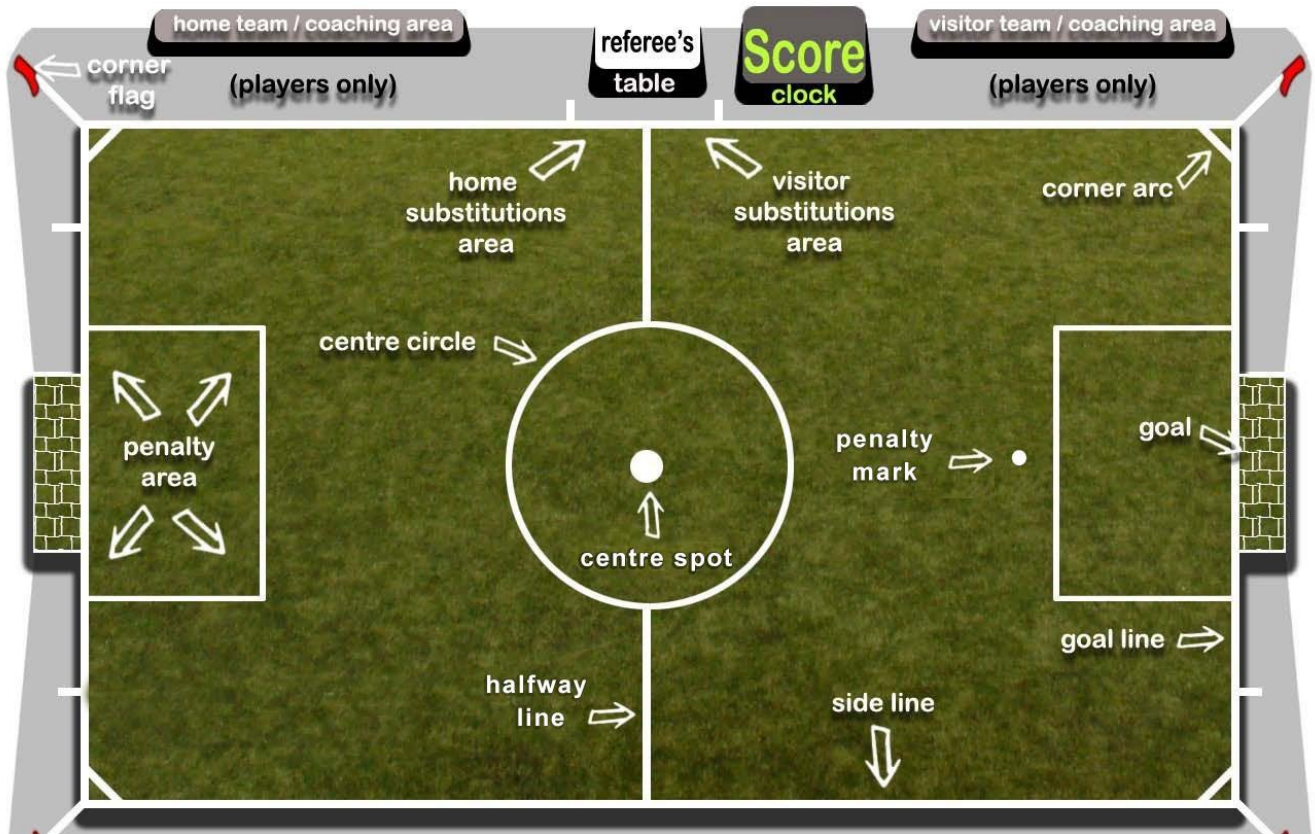 home team / coaching area
referee's
table
Score
clock
visitor team / coaching area
corner
flag
(players only)
(players only)
home
substitutions
area
visitor
substitutions
area
corner arc
centre circle
penalty
area
penalty
mark
goal
centre spot
goal line
halfway
line
side line